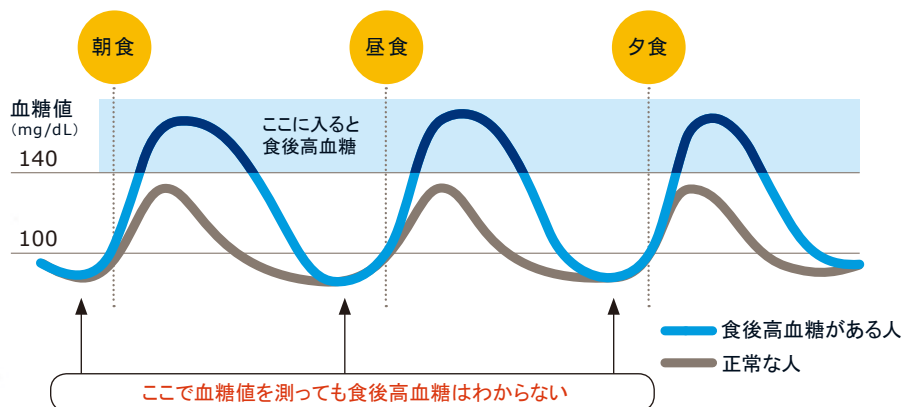 朝食
昼食
夕食
血糖値
(mg/dL)
ここに入ると
食後高血糖
140
100
食後高血糖がある人
正常な人
ここで血糖値を測っても食後高血糖はわからない